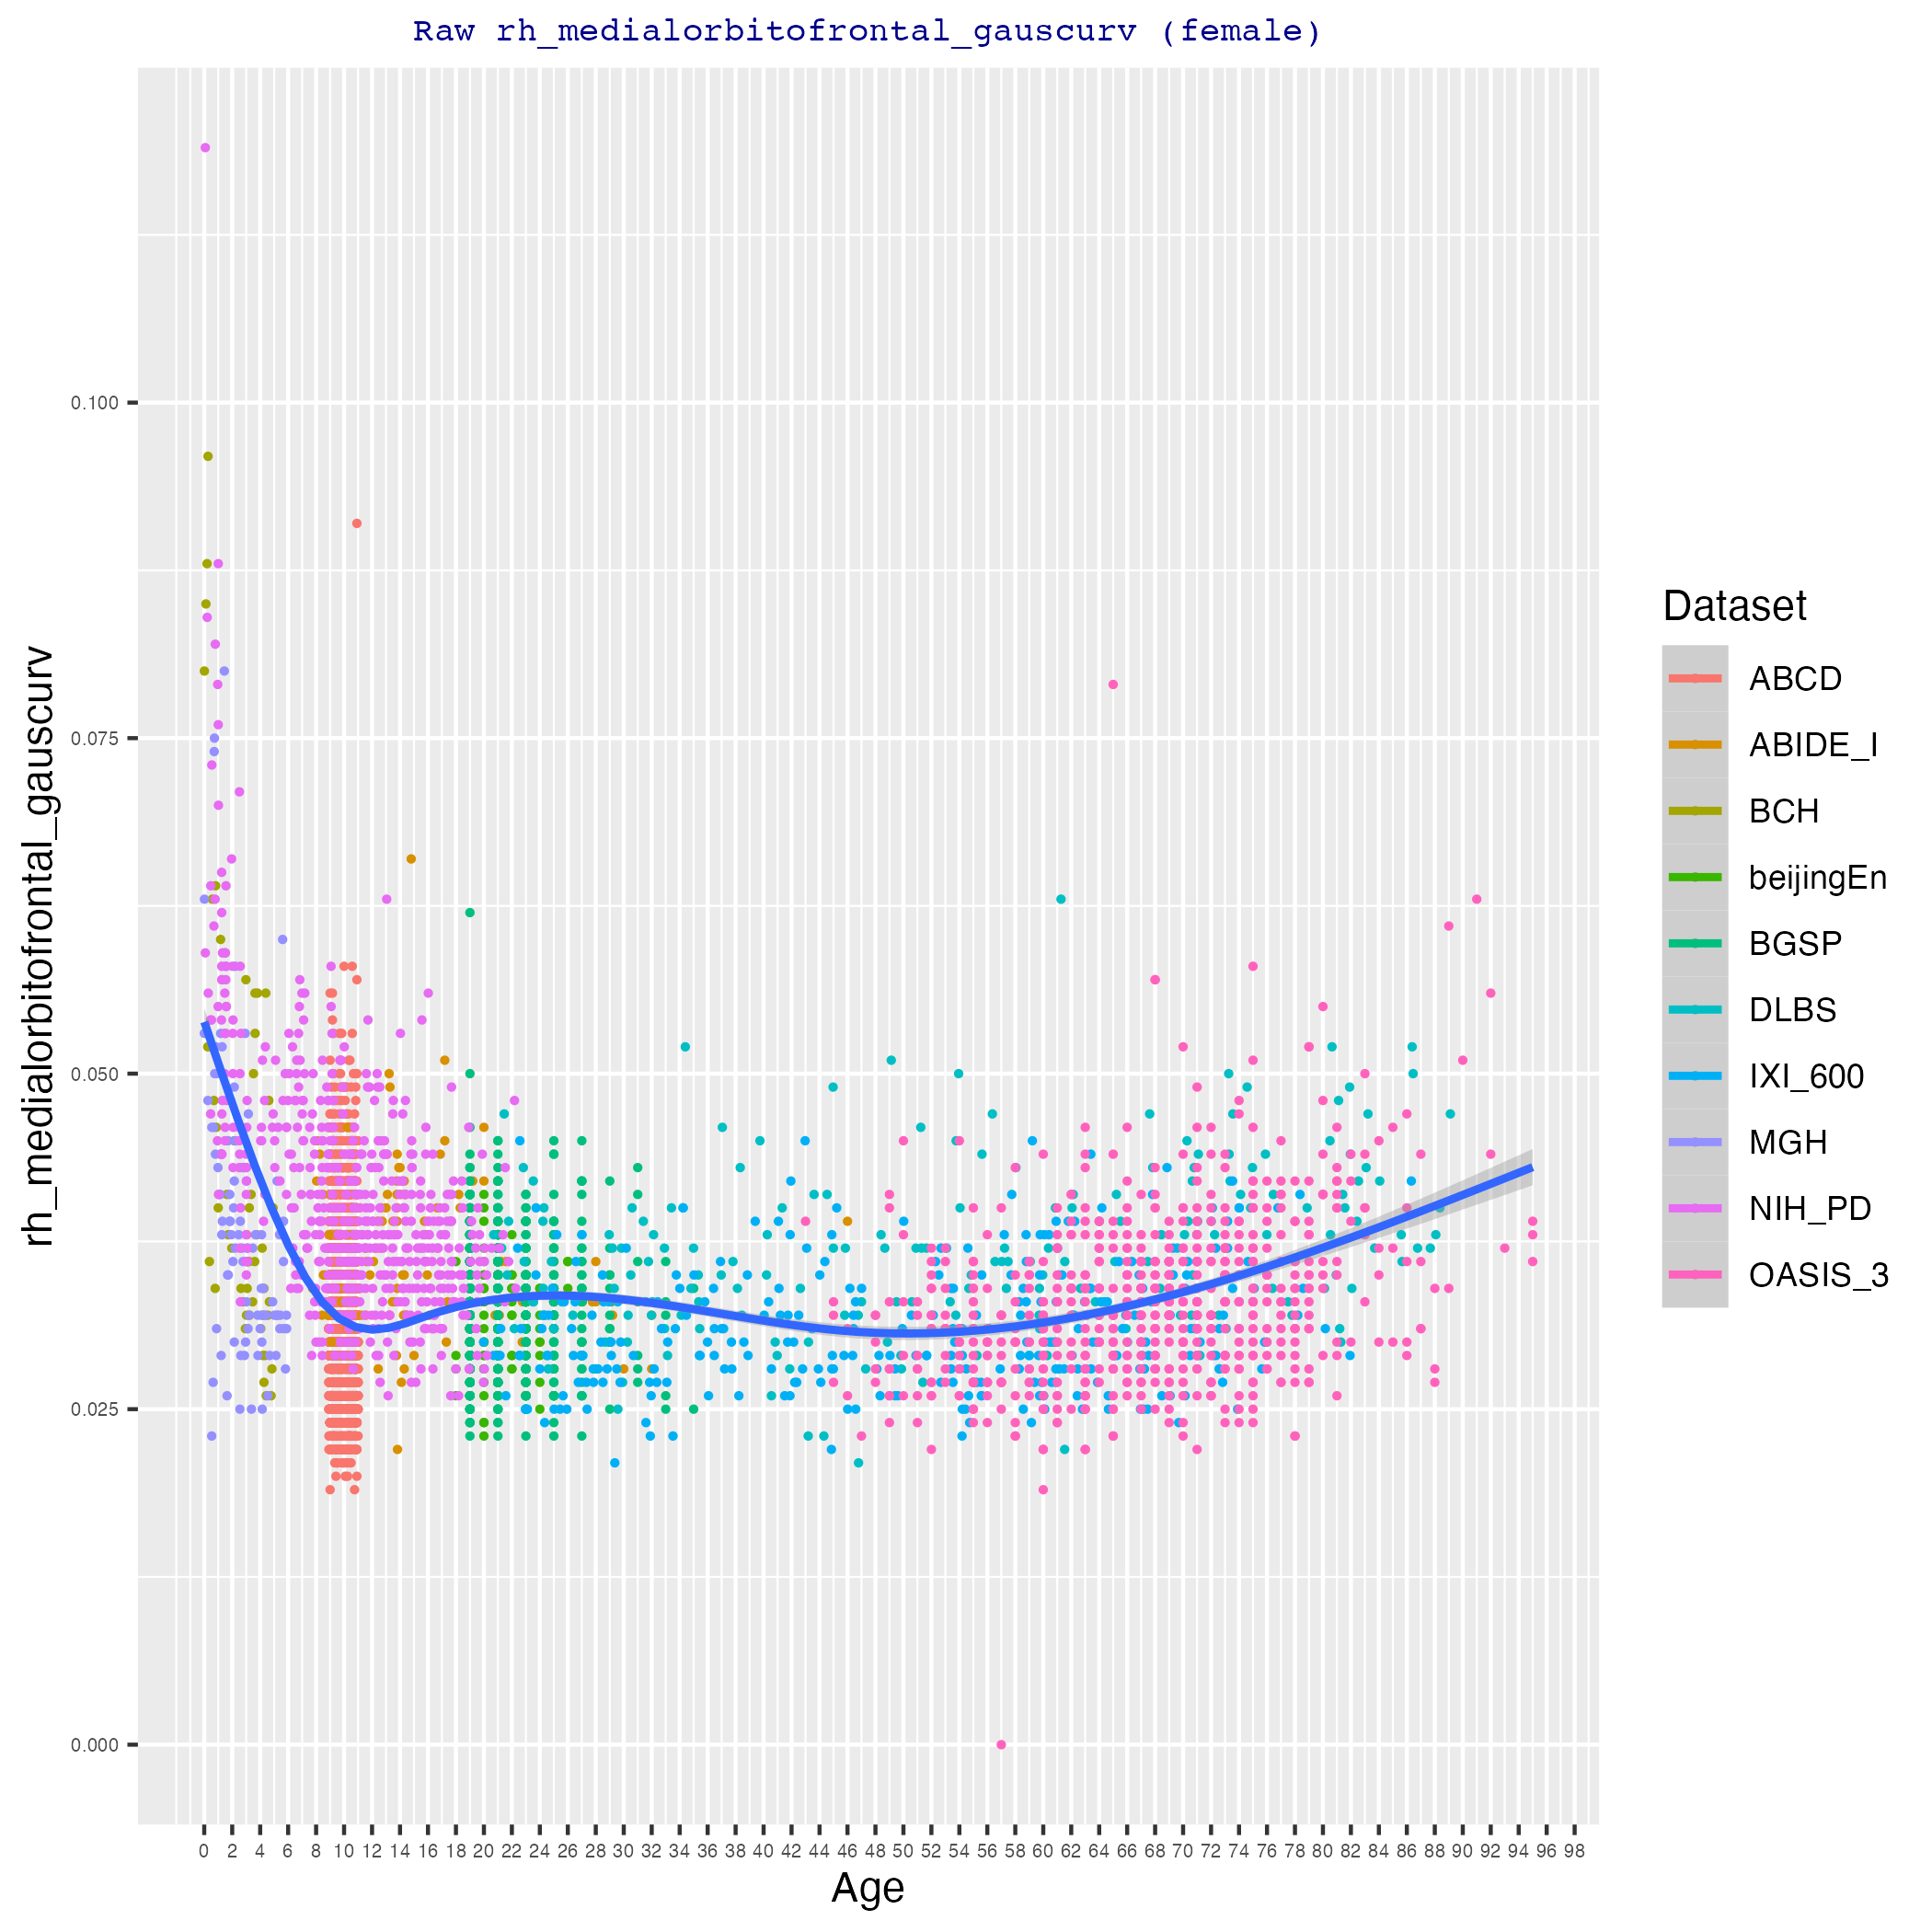 Raw rh_medialorbitofrontal_gauscurv (female)
rh_medialorbitofrontal_gauscurv
0.100
0.075
0.050
0.025
0.000
0 2 4 6 8 10 12 14 16 18 20 22 24 26 28 30 32 34 36 38 40 42 44 46 48 50 52 54 56 58 60 62 64 66 68 70 72 74 76 78 80 82 84 86 88 90 92 94 96 98
Age
Dataset
ABCD
ABIDE_I
BCH
beijingEn
BGSP
DLBS
IXI_600
MGH
NIH_PD
OASIS_3